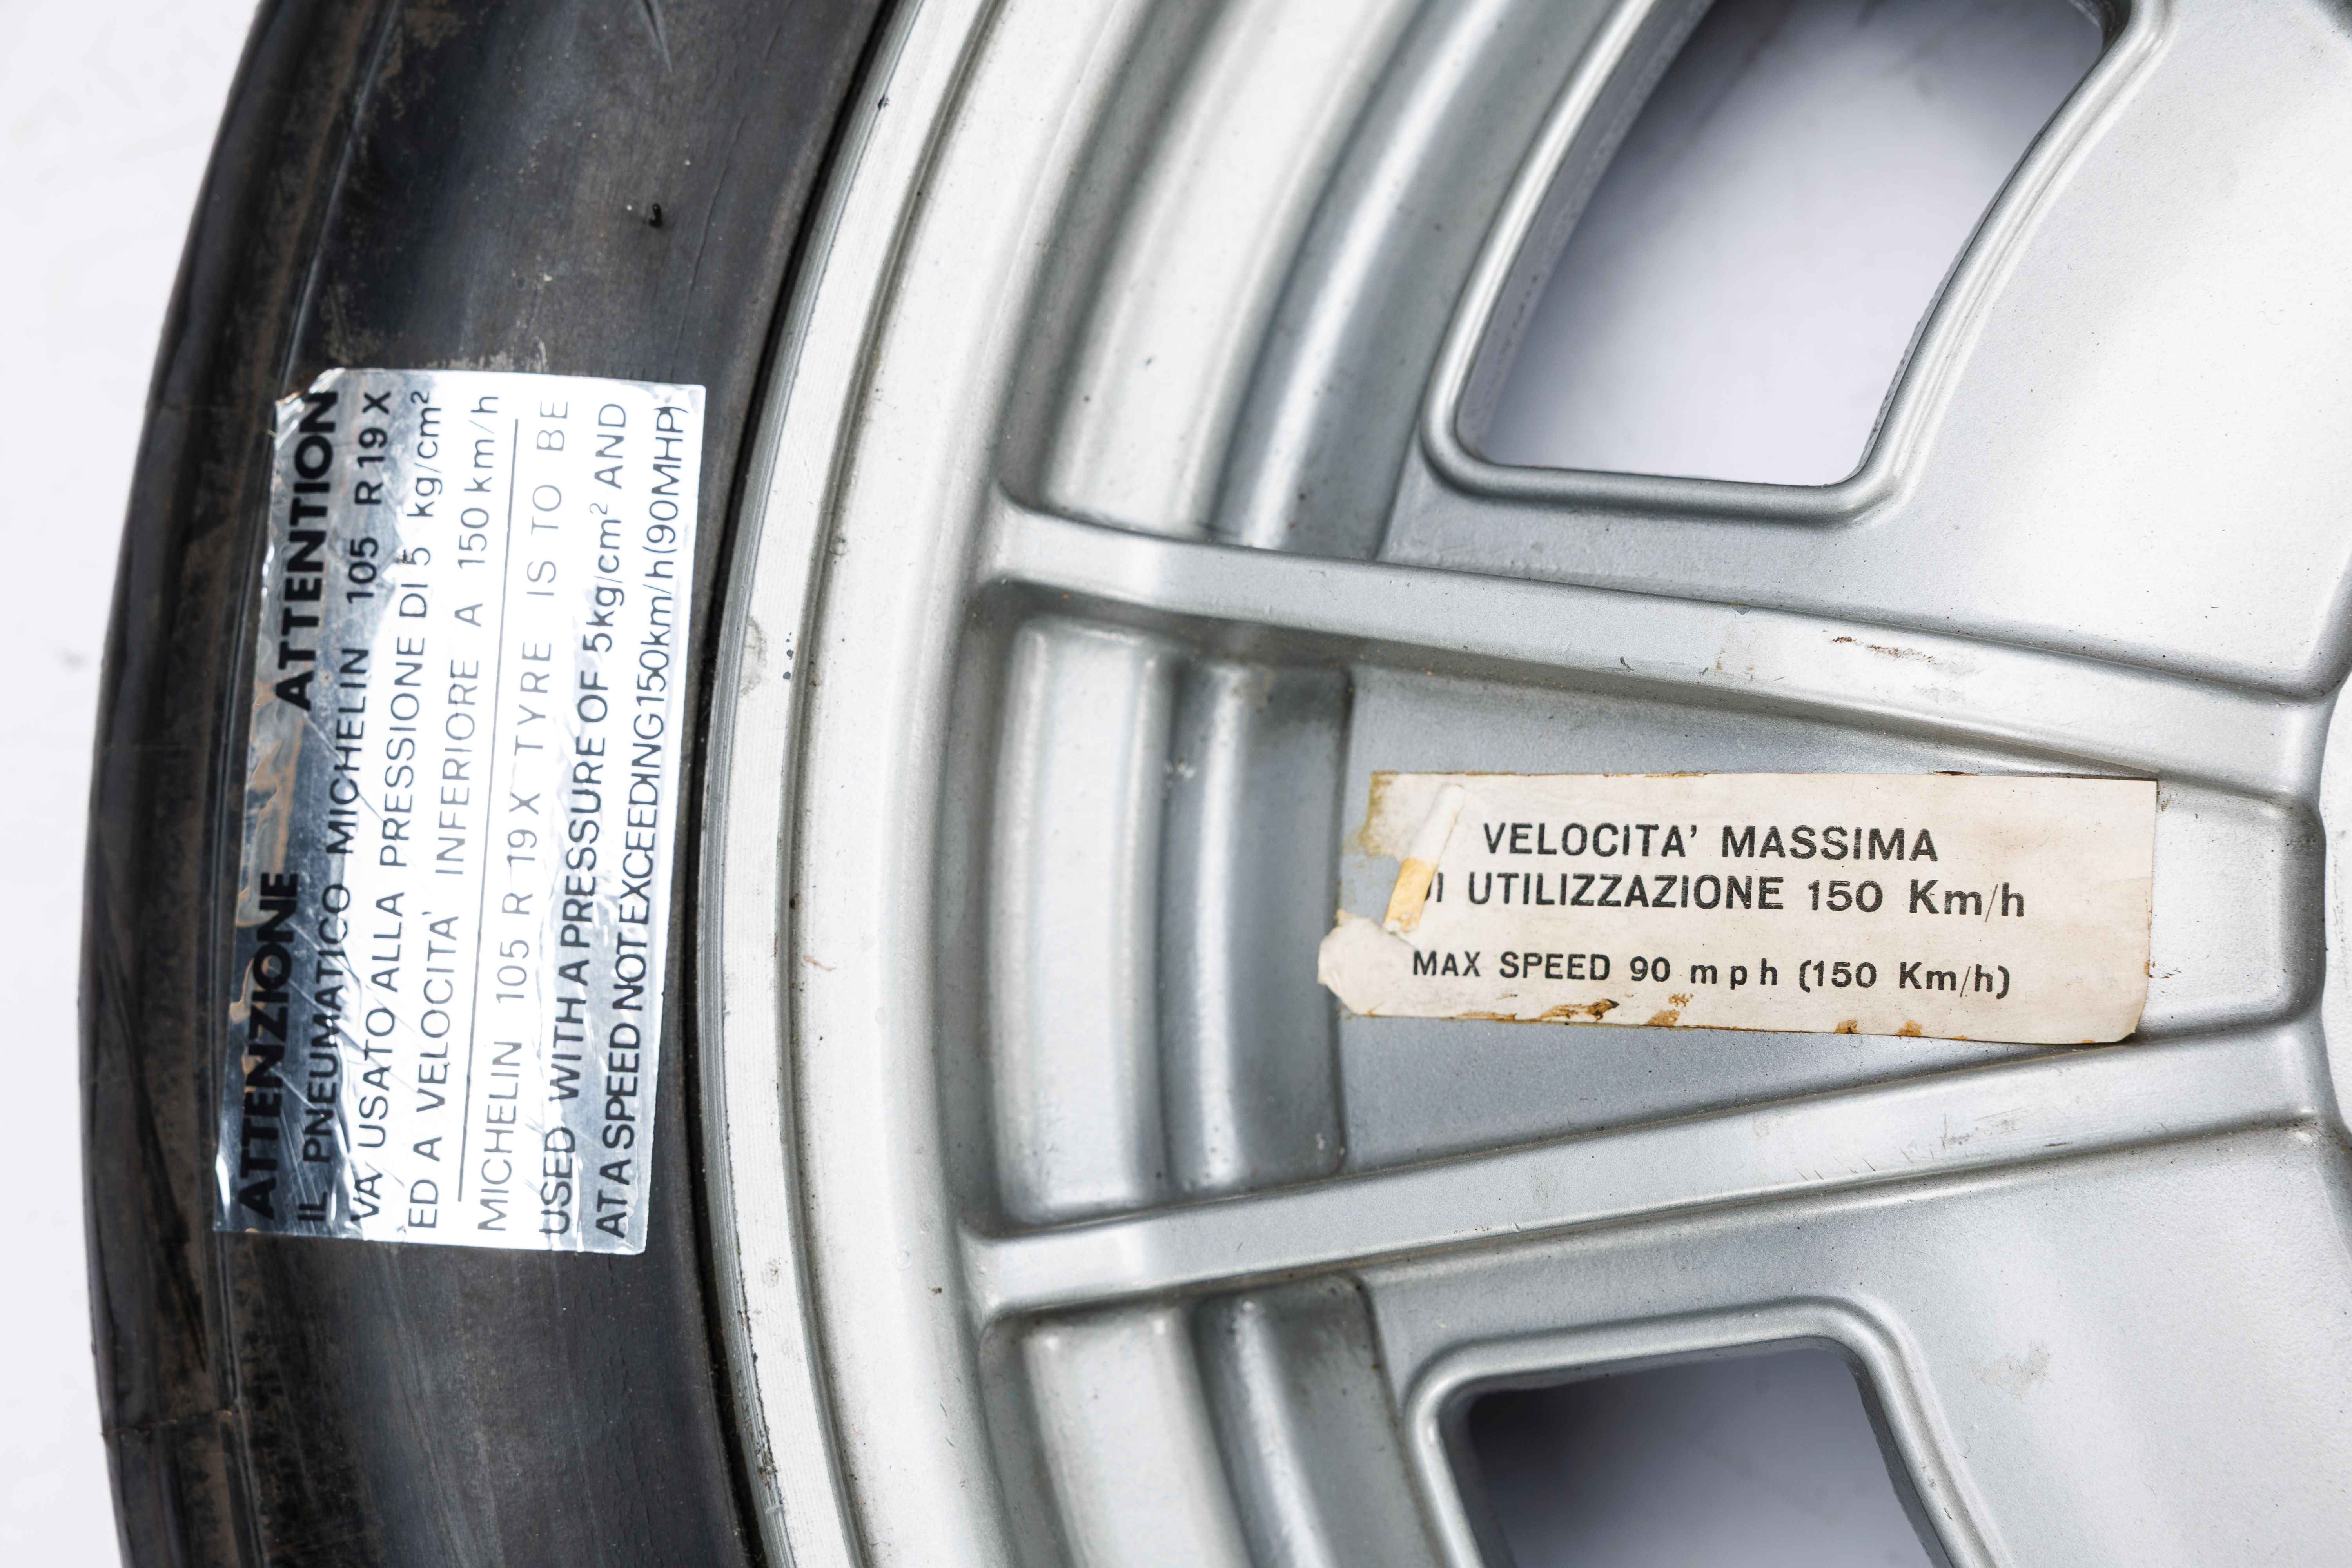 ATTENZIONE ATTENTION
IL PNEUMATICO MICHELIN 105 R19 X
VA USATO ALLA PRESSIONE DI 5 kg/cm²
ED A VELOCITA' INFERIORE A 150 km/h
MICHELIN 105 R 19 X TYRE IS TO BE
USED WITH A PRESSURE OF 5kg/cm² AND
AT A SPEED NOT EXCEEDING 150km/h (90MHP)
VELOCITA' MASSIMA
UTILIZZAZIONE 150 Km/h
MAX SPEED 90 mph (150 Km/h)